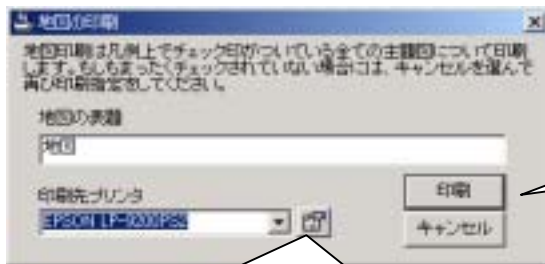 地図の印刷
地図印刷は凡例上でチェック印がついている全ての主題図について印刷
します。もしもまったくチェックされていない場合には、キャンセルを選んで
再び印刷指定をしてください。
地図の表題
地図
印刷先プリンタ
印刷
EPSON LP-9200PS2
キャンセル